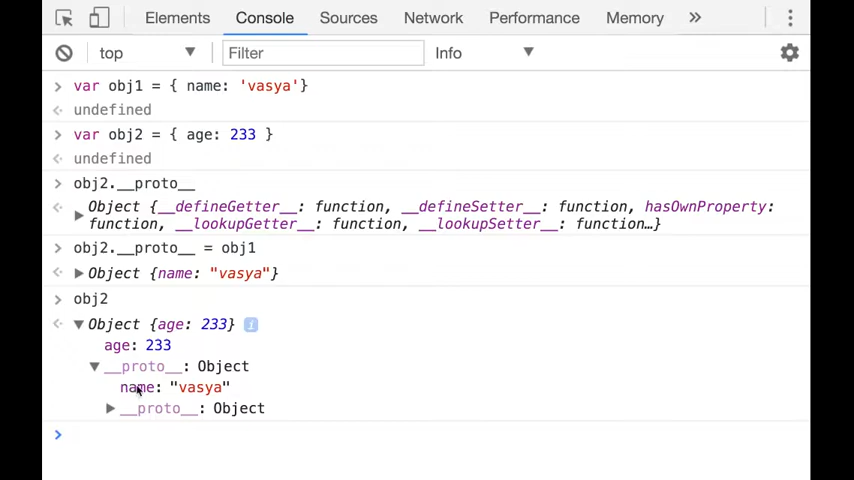 Elements Console Sources Network Performance Memory »
top ▼ Filter Info ▼
> var obj1 = { name: 'vasya'}
undefined
> var obj2 = { age: 233 }
undefined
> obj2.__proto__
▶ Object {__defineGetter__: function, __defineSetter__: function, hasOwnProperty:
function, __lookupGetter__: function, __lookupSetter__: function…}
> obj2.__proto__ = obj1
▶ Object {name: "vasya"}
> obj2
▼ Object {age: 233} i
age: 233
▼ __proto__: Object
name: "vasya"
▶ __proto__: Object
>